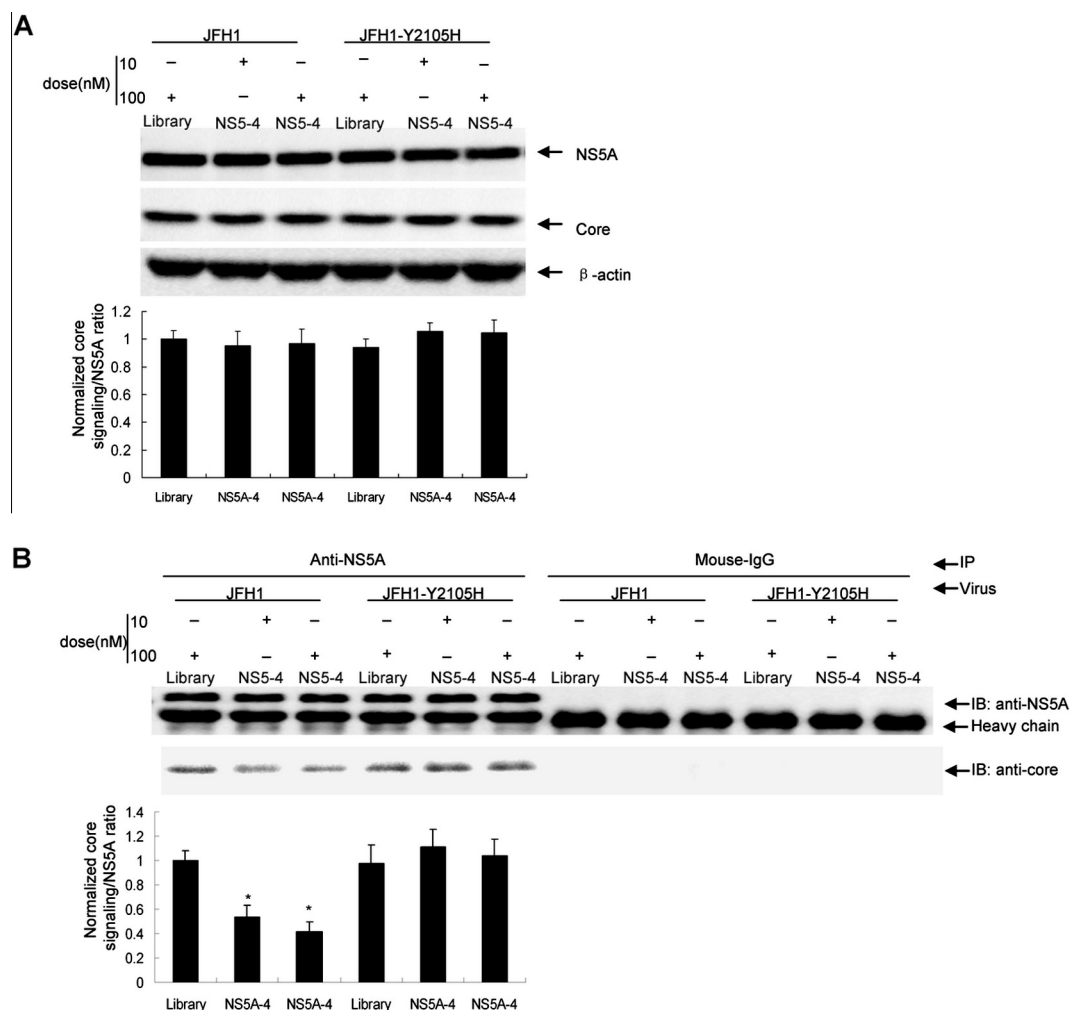 A
JFH1 JFH1-Y2105H
dose(nM) 10 – + – – + –
100 + – + + – +
Library NS5-4 NS5-4 Library NS5-4 NS5-4
NS5A
Core
β-actin
Normalized core
signaling/NS5A ratio
1.2
1
0.8
0.6
0.4
0.2
0
Library NS5A-4 NS5A-4 Library NS5A-4 NS5A-4
B
Anti-NS5A Mouse-IgG IP
JFH1 JFH1-Y2105H JFH1 JFH1-Y2105H Virus
dose(nM) 10 – + – – + – – + – – + –
100 + – + + – + + – + + – +
Library NS5-4 NS5-4 Library NS5-4 NS5-4 Library NS5-4 NS5-4 Library NS5-4 NS5-4
IB: anti-NS5A
Heavy chain
IB: anti-core
Normalized core
signaling/NS5A ratio
1.4
1.2
1
0.8
0.6
0.4
0.2
0
* *
Library NS5A-4 NS5A-4 Library NS5A-4 NS5A-4